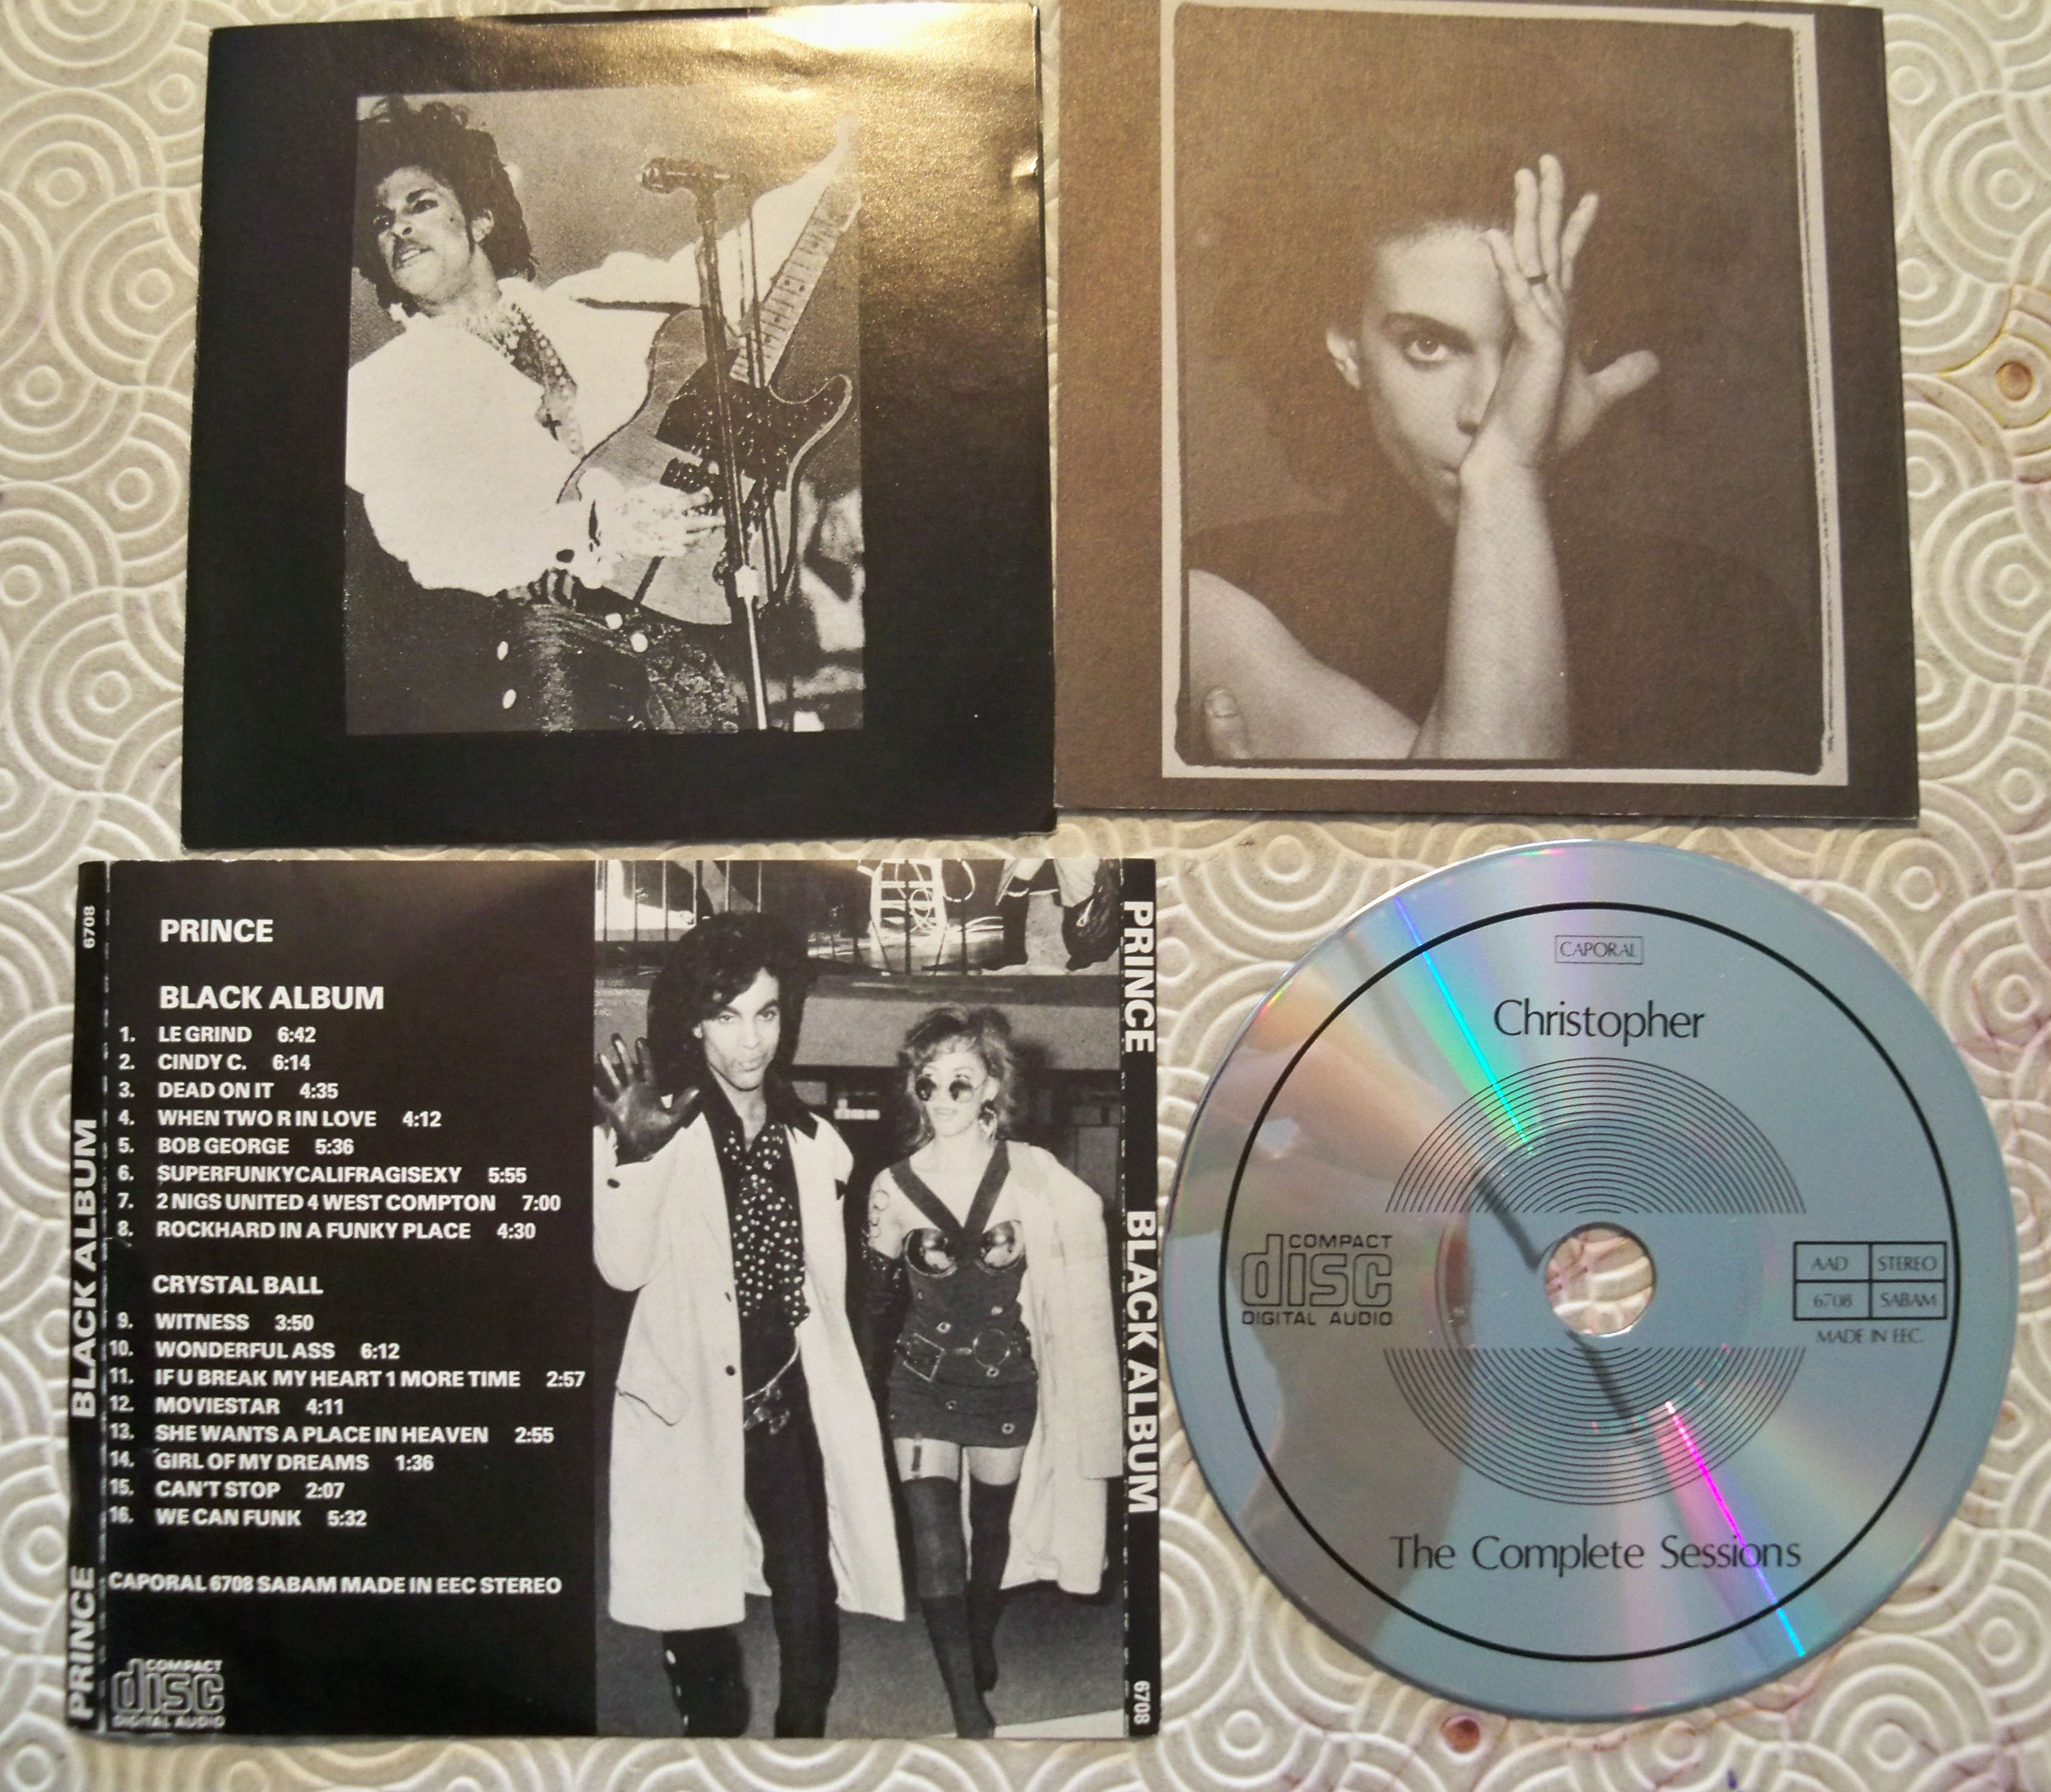 6708
BLACK ALBUM
PRINCE
PRINCE
BLACK ALBUM
1. LE GRIND 6:42
2. CINDY C. 6:14
3. DEAD ON IT 4:35
4. WHEN TWO R IN LOVE 4:12
5. BOB GEORGE 5:36
6. SUPERFUNKYCALIFRAGISEXY 5:55
7. 2 NIGS UNITED 4 WEST COMPTON 7:00
8. ROCKHARD IN A FUNKY PLACE 4:30
CRYSTAL BALL
9. WITNESS 3:50
10. WONDERFUL ASS 6:12
11. IF U BREAK MY HEART 1 MORE TIME 2:57
12. MOVIESTAR 4:11
13. SHE WANTS A PLACE IN HEAVEN 2:55
14. GIRL OF MY DREAMS 1:36
15. CAN'T STOP 2:07
16. WE CAN FUNK 5:32
CAPORAL 6708 SABAM MADE IN EEC STEREO
COMPACT
disc
DIGITAL AUDIO
PRINCE
BLACK ALBUM
6708
CAPORAL
Christopher
COMPACT
disc
DIGITAL AUDIO
AAD STEREO
6708 SABAM
MADE IN EEC.
The Complete Sessions